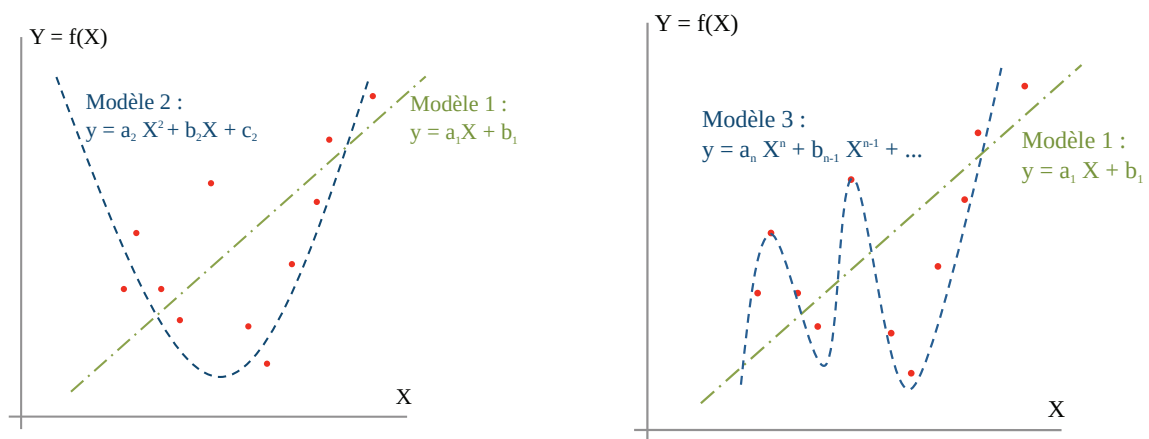 Y = f(X)
Modèle 2 :
y = a₂ X² + b₂X + c₂
Modèle 1 :
y = a₁X + b₁
X
Y = f(X)
Modèle 3 :
y = aₙ Xⁿ + bₙ₋₁ Xⁿ⁻¹ + ...
Modèle 1 :
y = a₁ X + b₁
X